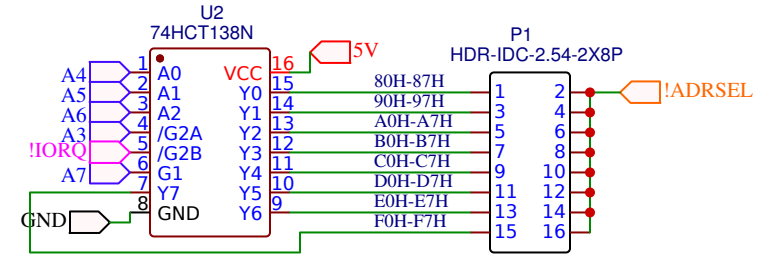 U2
74HCT138N
P1
HDR-IDC-2.54-2X8P
A4 1 A0 VCC 16 5V
A5 2 A1 Y0 15 80H-87H 1 2 !ADRSEL
A6 3 A2 Y1 14 90H-97H 3 4
A3 4 /G2A Y2 13 A0H-A7H 5 6
!IORQ 5 /G2B Y3 12 B0H-B7H 7 8
A7 6 G1 Y4 11 C0H-C7H 9 10
7 Y7 Y5 10 D0H-D7H 11 12
GND 8 GND Y6 9 E0H-E7H 13 14
F0H-F7H 15 16